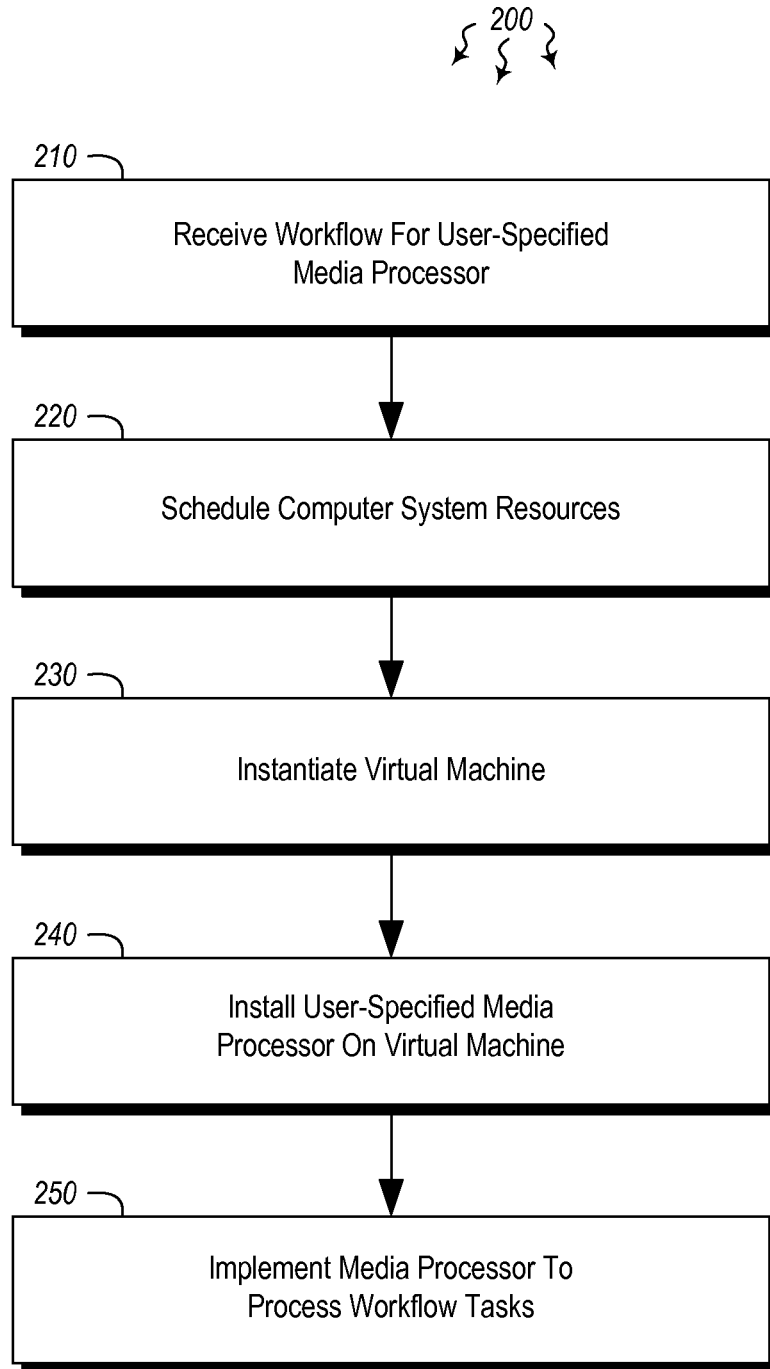 200
210
Receive Workflow For User-Specified
Media Processor
220
Schedule Computer System Resources
230
Instantiate Virtual Machine
240
Install User-Specified Media
Processor On Virtual Machine
250
Implement Media Processor To
Process Workflow Tasks